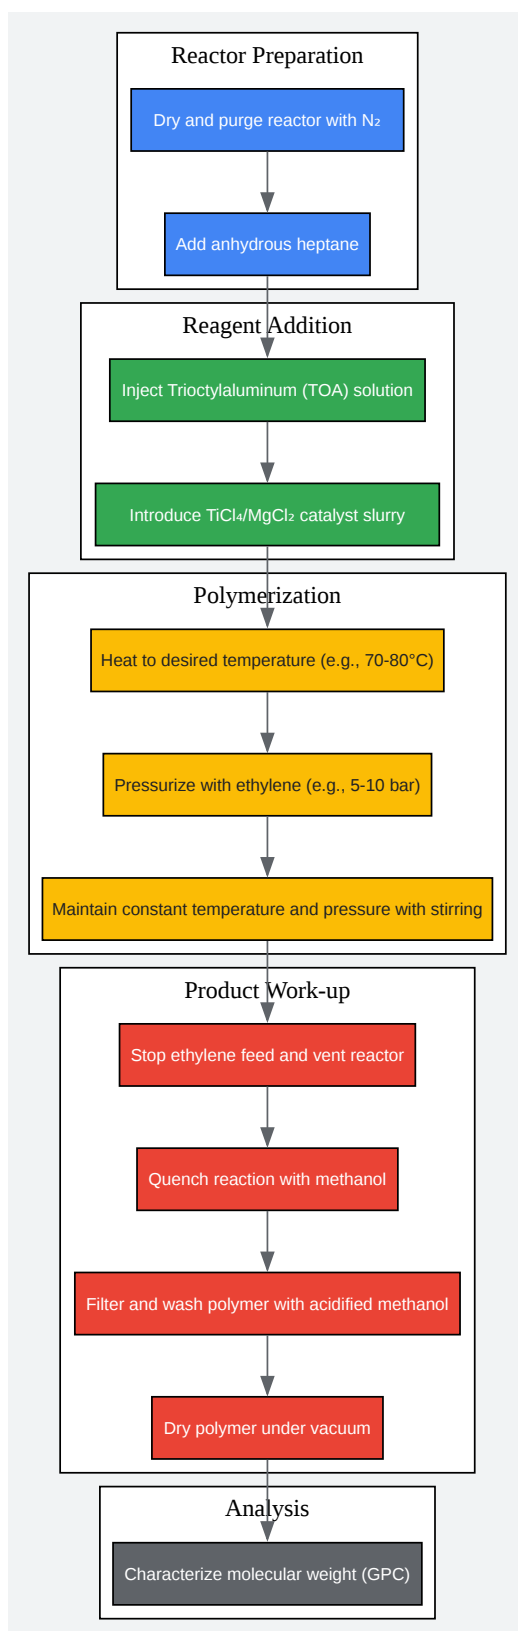 Reactor Preparation
Dry and purge reactor with N₂
Add anhydrous heptane
Reagent Addition
Inject Trioctylaluminum (TOA) solution
Introduce TiCl₄/MgCl₂ catalyst slurry
Polymerization
Heat to desired temperature (e.g., 70-80°C)
Pressurize with ethylene (e.g., 5-10 bar)
Maintain constant temperature and pressure with stirring
Product Work-up
Stop ethylene feed and vent reactor
Quench reaction with methanol
Filter and wash polymer with acidified methanol
Dry polymer under vacuum
Analysis
Characterize molecular weight (GPC)